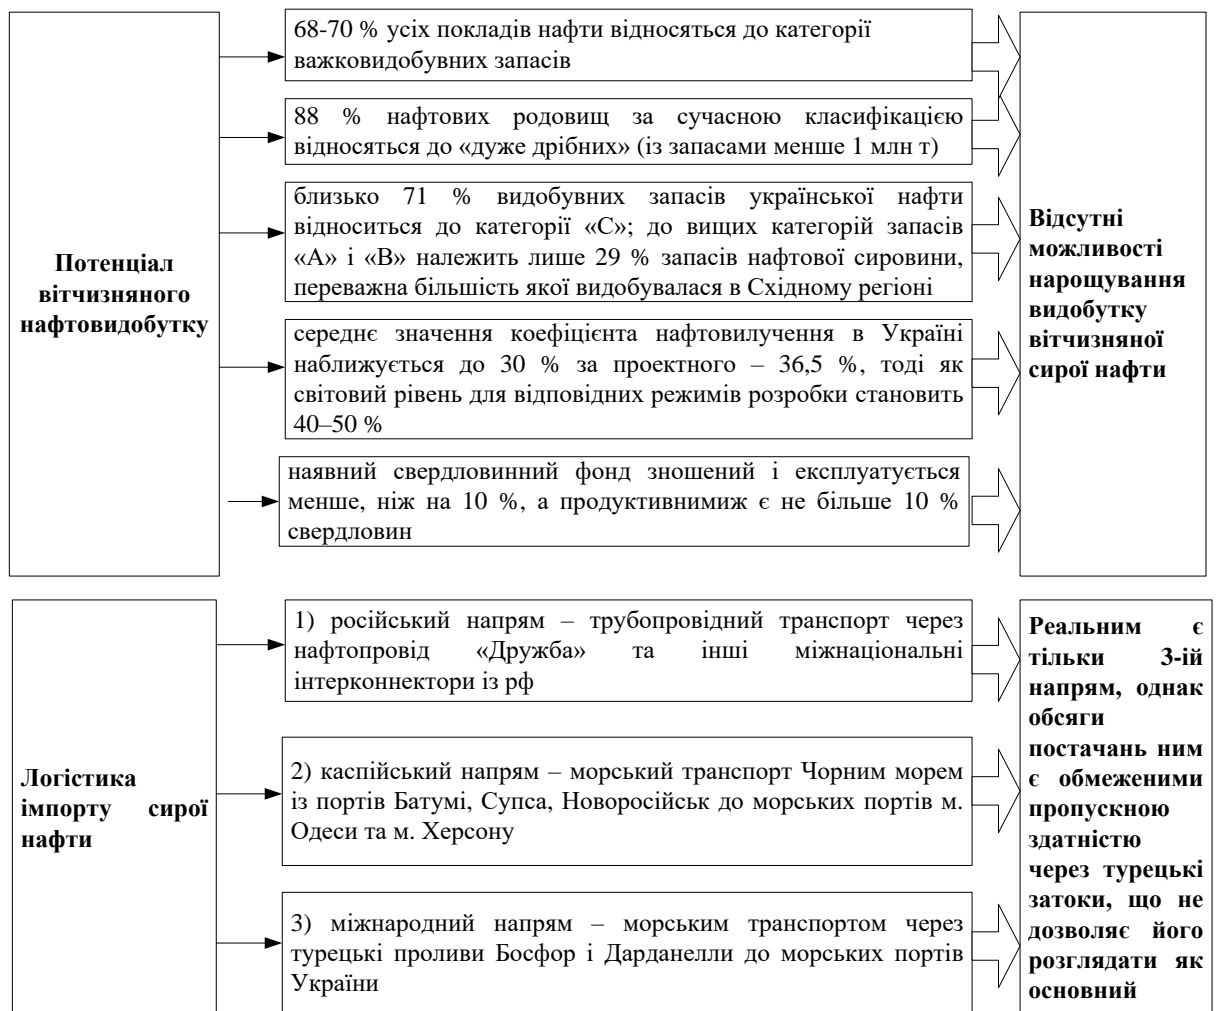 Потенціал
вітчизняного
нафтовидобутку
68-70 % усіх покладів нафти відносяться до категорії
важковидобувних запасів
88 % нафтових родовищ за сучасною класифікацією
відносяться до «дуже дрібних» (із запасами менше 1 млн т)
близько 71 % видобувних запасів української нафти
відноситься до категорії «С»; до вищих категорій запасів
«А» і «В» належить лише 29 % запасів нафтової сировини,
переважна більшість якої видобувалася в Східному регіоні
середнє значення коефіцієнта нафтовилучення в Україні
наближується до 30 % за проектного – 36,5 %, тоді як
світовий рівень для відповідних режимів розробки становить
40–50 %
наявний свердловинний фонд зношений і експлуатується
менше, ніж на 10 %, а продуктивнимиж є не більше 10 %
свердловин
Відсутні
можливості
нарощування
видобутку
вітчизняної
сирої нафти
Логістика
імпорту сирої
нафти
1) російський напрям – трубопровідний транспорт через
нафтопровід «Дружба» та інші міжнаціональні
інтерконнектори із рф
2) каспійський напрям – морський транспорт Чорним морем
із портів Батумі, Супса, Новоросійськ до морських портів м.
Одеси та м. Херсону
3) міжнародний напрям – морським транспортом через
турецькі проливи Босфор і Дарданелли до морських портів
України
Реальним є
тільки 3-ій
напрям, однак
обсяги
постачань ним
є обмеженими
пропускною
здатністю
через турецькі
затоки, що не
дозволяє його
розглядати як
основний